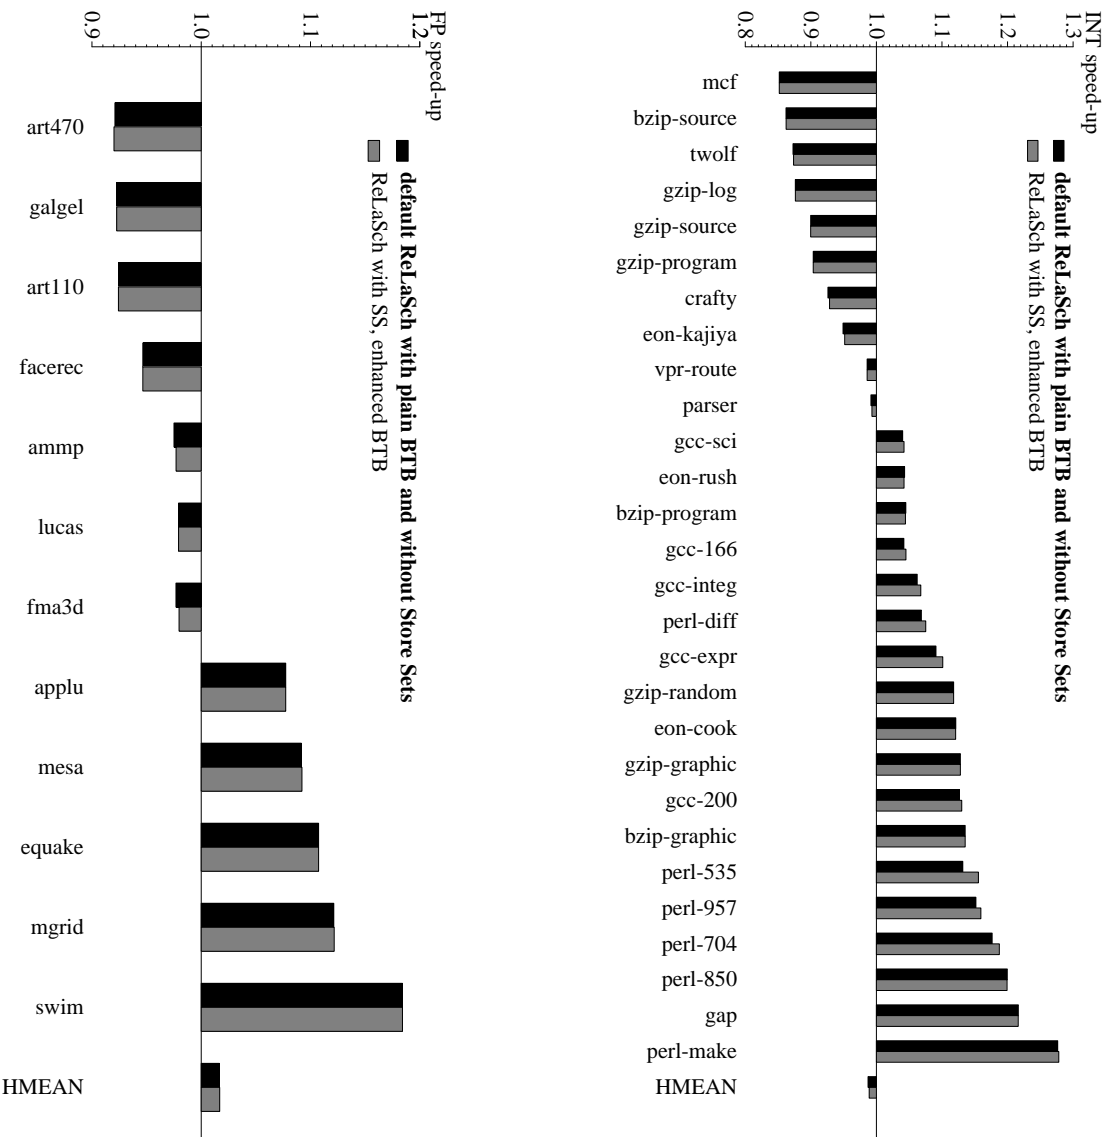 FP speed-up
0.9
1.0
1.1
1.2
default ReLaSch with plain BTB and without Store Sets
ReLaSch with SS, enhanced BTB
art470
galgel
art110
facerec
ammp
lucas
fma3d
applu
mesa
equake
mgrid
swim
HMEAN
INT speed-up
0.8
0.9
1.0
1.1
1.2
1.3
default ReLaSch with plain BTB and without Store Sets
ReLaSch with SS, enhanced BTB
mcf
bzip-source
twolf
gzip-log
gzip-source
gzip-program
crafty
eon-kajiya
vpr-route
parser
gcc-sci
eon-rush
bzip-program
gcc-166
gcc-integ
perl-diff
gcc-expr
gzip-random
eon-cook
gzip-graphic
gcc-200
bzip-graphic
perl-535
perl-957
perl-704
perl-850
gap
perl-make
HMEAN